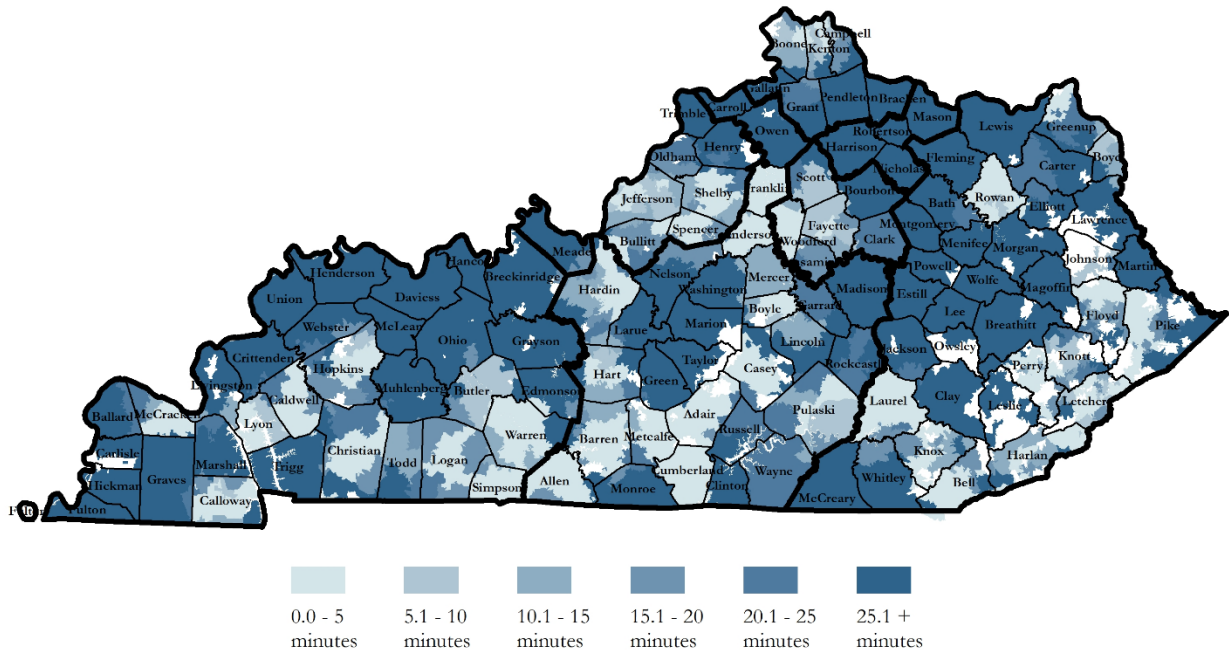 Campbell
Boone
Kenton
Gallatin
Pendleton
Bracken
Grant
Carroll
Trimble
Mason
Lewis
Greenup
Owen
Robertson
Henry
Harrison
Fleming
Boyd
Oldham
Carter
Nicholas
Scott
Shelby
Franklin
Bourbon
Rowan
Jefferson
Bath
Elliott
Lawrence
Fayette
Spencer
Montgomery
Anderson
Woodford
Clark
Bullitt
Menifee
Morgan
Meade
Jessamine
Johnson
Hanco
Powell
Martin
Henderson
Breckinridge
Nelson
Mercer
Wolfe
Magoffin
Madison
Hardin
Washington
Estill
Union
Daviess
Garrard
Boyle
Lee
Floyd
Webster
McLean
Larue
Marion
Breathitt
Pike
Ohio
Grayson
Lincoln
Owsley
Jackson
Crittenden
Taylor
Rockcastle
Knott
Hopkins
Hart
Green
Casey
Perry
Livingston
Muhlenberg
Butler
Edmonson
Clay
Letcher
Caldwell
Laurel
Leslie
Ballard
McCracken
Adair
Pulaski
Lyon
Warren
Barren
Metcalfe
Russell
Carlisle
Christian
Todd
Logan
Knox
Harlan
Marshall
Trigg
Cumberland
Wayne
Whitley
Graves
Hickman
Simpson
Allen
Monroe
Clinton
Bell
Calloway
McCreary
Fulton
Fulton
0.0 - 5 minutes
5.1 - 10 minutes
10.1 - 15 minutes
15.1 - 20 minutes
20.1 - 25 minutes
25.1 + minutes